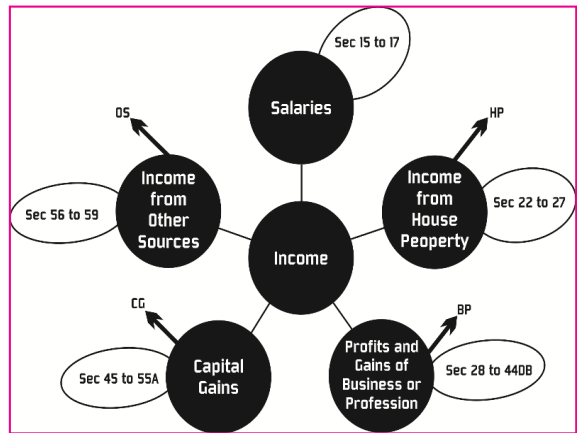 Sec 15 to 17
Salaries
OS
HP
Income
from
Other
Sources
Sec 56 to 59
Income
from
House
Peoperty
Sec 22 to 27
Income
CG
BP
Capital
Gains
Sec 45 to 55A
Profits and
Gains of
Business or
Profession
Sec 28 to 44DB